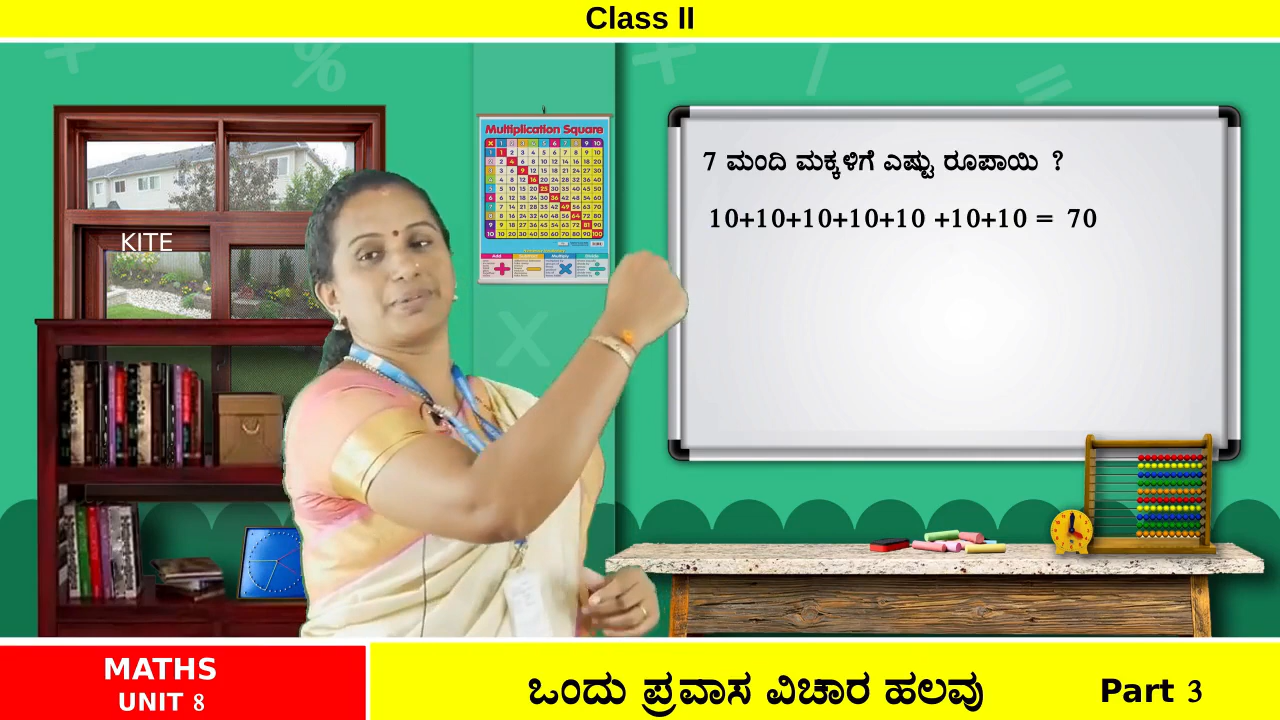 Class II
KITE
Multiplication Square
7 ಮಂದಿ ಮಕ್ಕಳಿಗೆ ಎಷ್ಟು ರೂಪಾಯಿ ?
10+10+10+10+10 +10+10 = 70
MATHS
UNIT 8
ಒಂದು ಪ್ರವಾಸ ವಿಚಾರ ಹಲವು
Part 3